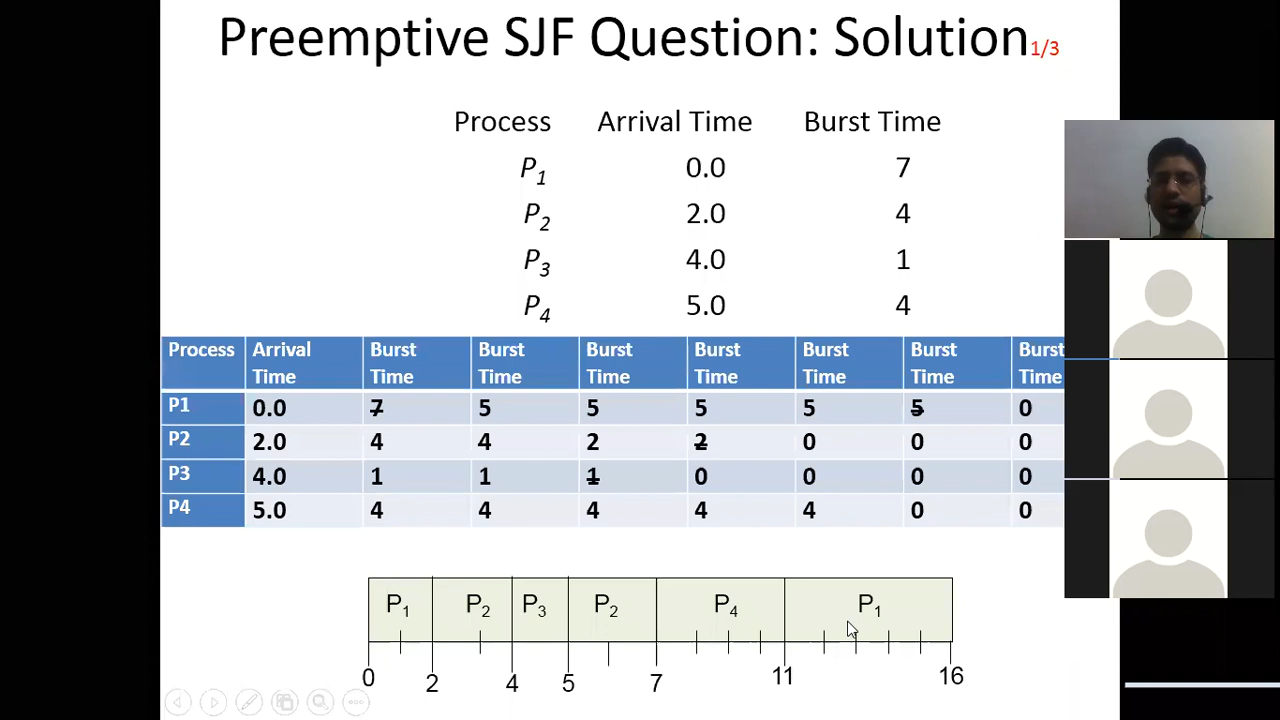 Preemptive SJF Question: Solution 1/3
Process Arrival Time Burst Time
P1 0.0 7
P2 2.0 4
P3 4.0 1
P4 5.0 4
Process Arrival Time Burst Time Burst Time Burst Time Burst Time Burst Time Burst Time Burst Time
P1 0.0 7 5 5 5 5 5 0
P2 2.0 4 4 2 2 0 0 0
P3 4.0 1 1 1 0 0 0 0
P4 5.0 4 4 4 4 4 0 0
P1 P2 P3 P2 P4 P1
0 2 4 5 7 11 16